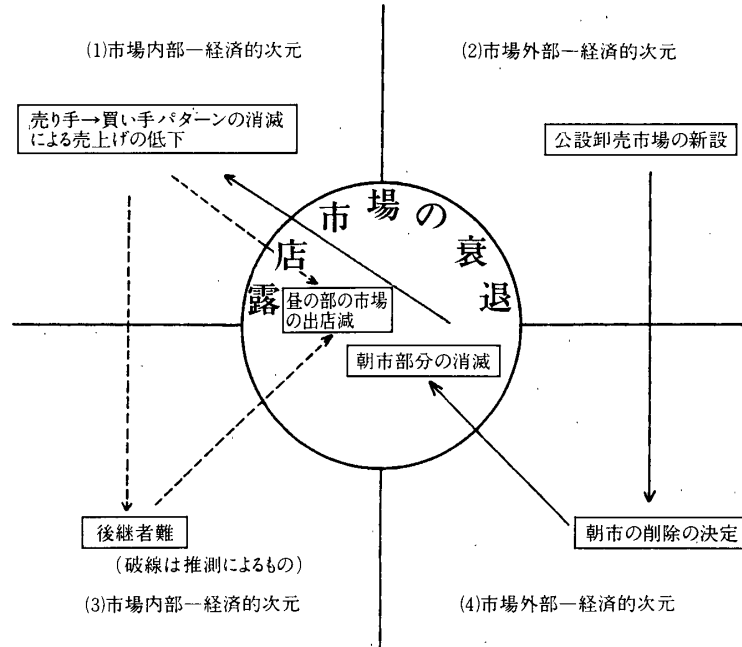 (1)市場内部—経済的次元
(2)市場外部—経済的次元
売り手→買い手パターンの消滅
による売上げの低下
公設卸売市場の新設
露店市場の衰退
昼の部の市場
の出店減
朝市部分の消滅
後継者難
朝市の削除の決定
(破線は推測によるもの)
(3)市場内部—経済的次元
(4)市場外部—経済的次元